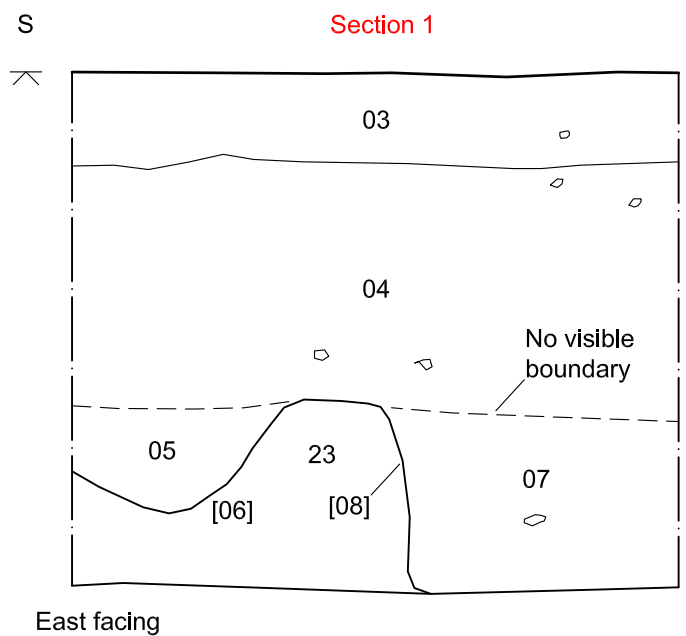 S
Section 1
03
04
No visible
boundary
05
23
07
[06]
[08]
East facing